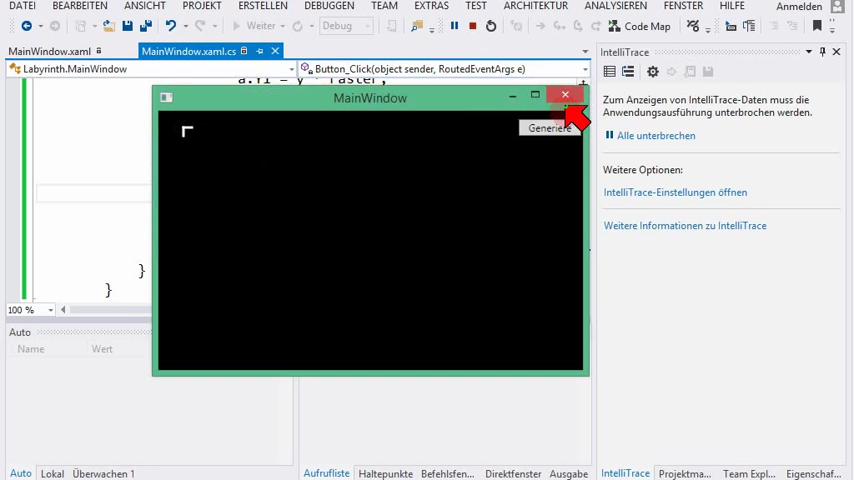 DATEI BEARBEITEN ANSICHT PROJEKT ERSTELLEN DEBUGGEN TEAM EXTRAS TEST ARCHITEKTUR ANALYSIEREN FENSTER HILFE Anmelden
Weiter Debug Code Map
MainWindow.xaml MainWindow.xaml.cs IntelliTrace
Labyrinth.MainWindow Button_Click(object sender, RoutedEventArgs e)
MainWindow
Generiere
}
}
100 %
Auto
Name Wert
Zum Anzeigen von IntelliTrace-Daten muss die
Anwendungsausführung unterbrochen werden.
Alle unterbrechen
Weitere Optionen:
IntelliTrace-Einstellungen öffnen
Weitere Informationen zu IntelliTrace
Auto Lokal Überwachen 1 Aufrufliste Haltepunkte Befehlsfen... Direktfenster Ausgabe IntelliTrace Projektma... Team Expl... Eigenschaf...